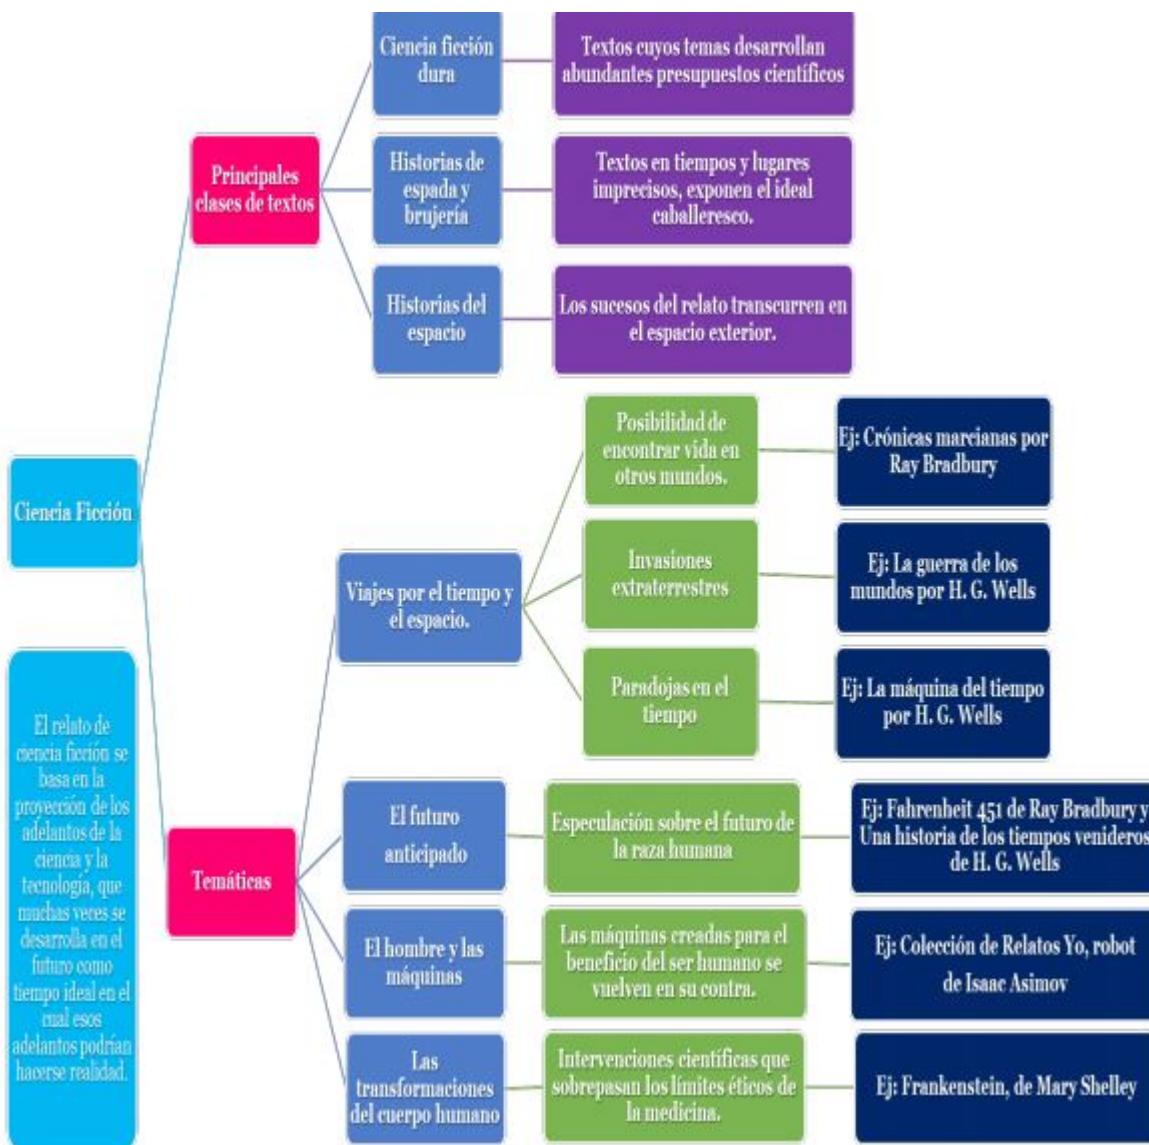 Ciencia Ficción
El relato de
ciencia ficción se
basa en la
proyección de los
adelantos de la
ciencia y la
tecnología, que
muchas veces se
desarrolla en el
futuro como
tiempo ideal en el
cual esos
adelantos podrían
hacerse realidad.
Principales
clases de textos
Ciencia ficción
dura
Textos cuyos temas desarrollan
abundantes presupuestos científicos
Historias de
espada y
brujería
Textos en tiempos y lugares
imprecisos, exponen el ideal
caballeresco.
Historias del
espacio
Los sucesos del relato transcurren en
el espacio exterior.
Temáticas
Viajes por el tiempo y
el espacio.
Posibilidad de
encontrar vida en
otros mundos.
Ej: Crónicas marcianas por
Ray Bradbury
Invasiones
extraterrestres
Ej: La guerra de los
mundos por H. G. Wells
Paradojas en el
tiempo
Ej: La máquina del tiempo
por H. G. Wells
El futuro
anticipado
Especulación sobre el futuro de
la raza humana
Ej: Fahrenheit 451 de Ray Bradbury y
Una historia de los tiempos venideros
de H. G. Wells
El hombre y las
máquinas
Las máquinas creadas para el
beneficio del ser humano se
vuelven en su contra.
Ej: Colección de Relatos Yo, robot
de Isaac Asimov
Las
transformaciones
del cuerpo humano
Intervenciones científicas que
sobrepasan los límites éticos de
la medicina.
Ej: Frankenstein, de Mary Shelley